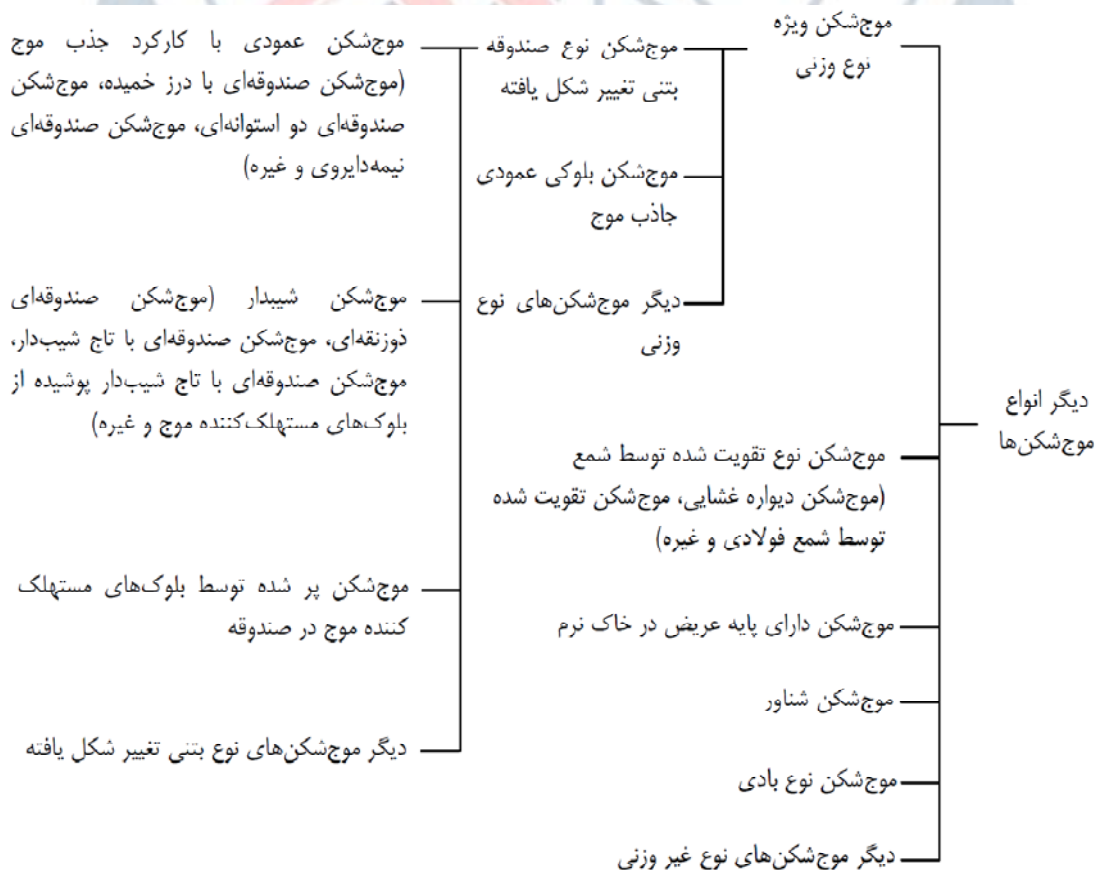 دیگر انواع
موج‌شکن‌ها
موج‌شکن ویژه
نوع وزنی
موج‌شکن نوع صندوقه
بتنی تغییر شکل یافته
موج‌شکن عمودی با کارکرد جذب موج
(موج‌شکن صندوقه‌ای با درز خمیده، موج‌شکن
صندوقه‌ای دو استوانه‌ای، موج‌شکن صندوقه‌ای
نیمه‌دایروی و غیره)
موج‌شکن شیبدار (موج‌شکن صندوقه‌ای
ذوزنقه‌ای، موج‌شکن صندوقه‌ای با تاج شیب‌دار،
موج‌شکن صندوقه‌ای با تاج شیب‌دار پوشیده از
بلوک‌های مستهلک‌کننده موج و غیره)
موج‌شکن پر شده توسط بلوک‌های مستهلک
کننده موج در صندوقه
دیگر موج‌شکن‌های نوع بتنی تغییر شکل یافته
موج‌شکن بلوکی عمودی
جاذب موج
دیگر موج‌شکن‌های نوع
وزنی
موج‌شکن نوع تقویت شده توسط شمع
(موج‌شکن دیواره غشایی، موج‌شکن تقویت شده
توسط شمع فولادی و غیره)
موج‌شکن دارای پایه عریض در خاک نرم
موج‌شکن شناور
موج‌شکن نوع بادی
دیگر موج‌شکن‌های نوع غیر وزنی